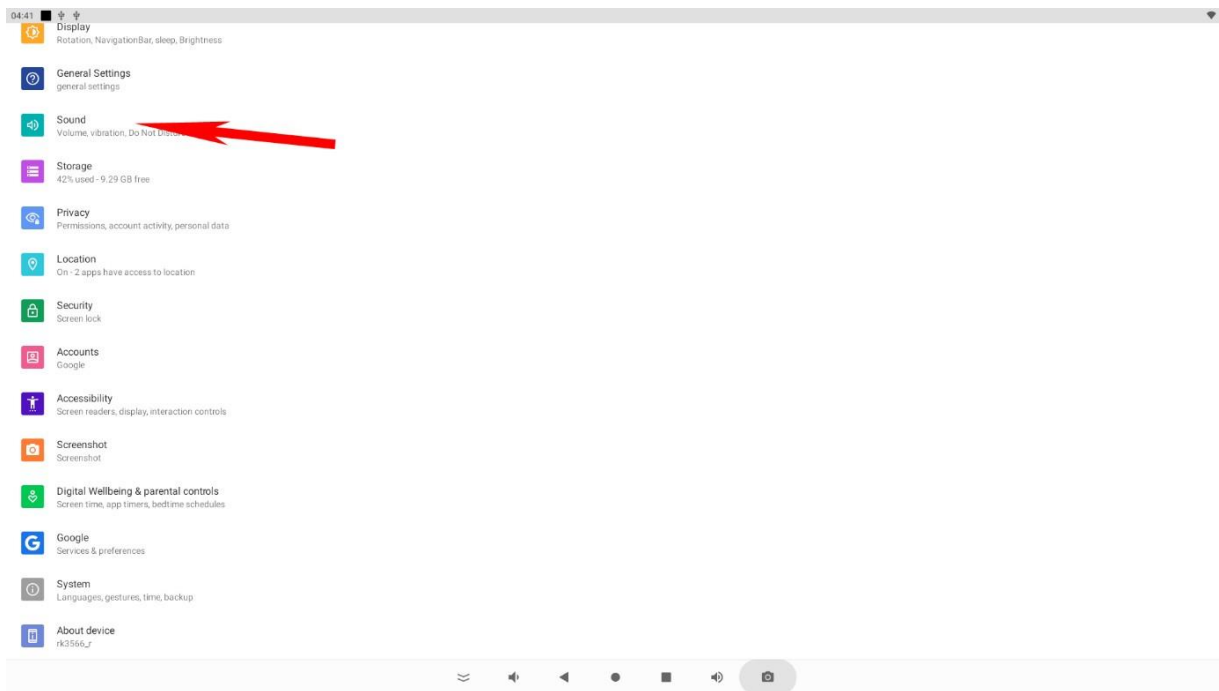 04:41
Display
Rotation, NavigationBar, sleep, Brightness
General Settings
general settings
Sound
Volume, vibration, Do Not
Storage
42% used - 9.29 GB free
Privacy
Permissions, account activity, personal data
Location
On - 2 apps have access to location
Security
Screen lock
Accounts
Google
Accessibility
Screen readers, display, interaction controls
Screenshot
Screenshot
Digital Wellbeing & parental controls
Screen time, app timers, bedtime schedules
Google
Services & preferences
System
Languages, gestures, time, backup
About device
rk3566_r